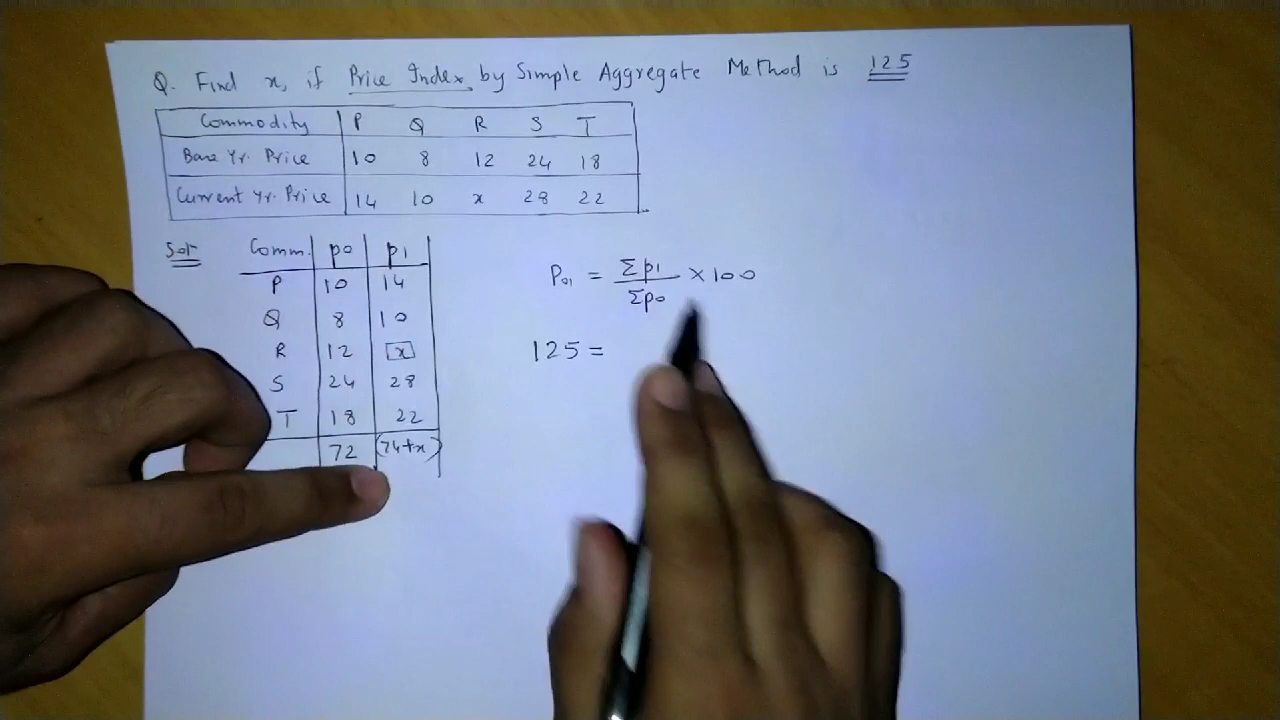 Q. Find x, if Price Index by Simple Aggregate Method is 125
Commodity P Q R S T
Base Yr. Price 10 8 12 24 18
Current Yr. Price 14 10 x 28 22
Sol
Comm. p0 p1
P 10 14
Q 8 10
R 12 x
S 24 28
T 18 22
72 (74+x)
P01 = Σp1 / Σp0 × 100
125 =